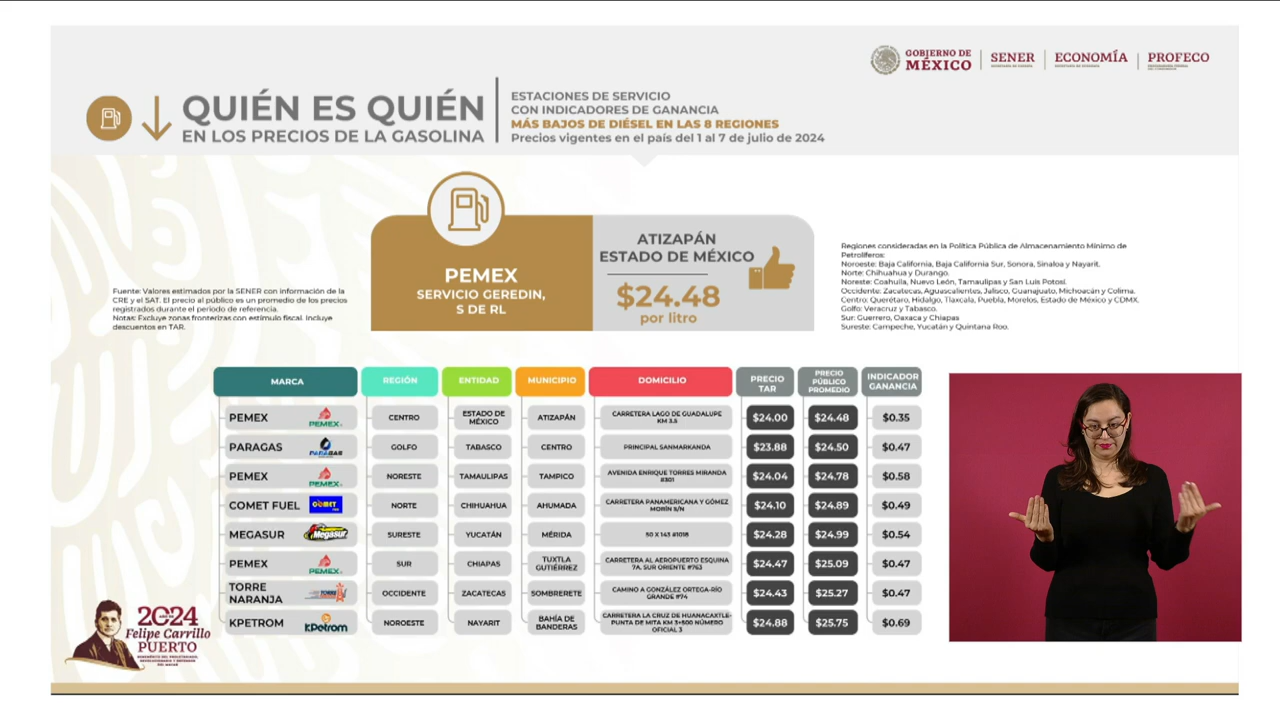 GOBIERNO DE
MÉXICO
SENER
ECONOMÍA
PROFECO
QUIÉN ES QUIÉN
EN LOS PRECIOS DE LA GASOLINA
ESTACIONES DE SERVICIO
CON INDICADORES DE GANANCIA
MÁS BAJOS DE DIÉSEL EN LAS 8 REGIONES
Precios vigentes en el país del 1 al 7 de julio de 2024
PEMEX
SERVICIO GEREDIN,
S DE RL
ATIZAPÁN
ESTADO DE MÉXICO
$24.48
por litro
Fuente: Valores estimados por la SENER con información de la
CRE y el SAT. El precio al público es un promedio de los precios
registrados durante el periodo de referencia.
Notas: Excluye zonas fronterizas con estímulo fiscal. Incluye
descuentos en TAR.
Regiones consideradas en la Política Pública de Almacenamiento Mínimo de
Petrolíferos:
Noroeste: Baja California, Baja California Sur, Sonora, Sinaloa y Nayarit.
Norte: Chihuahua y Durango.
Noreste: Coahuila, Nuevo León, Tamaulipas y San Luis Potosí.
Occidente: Zacatecas, Aguascalientes, Jalisco, Guanajuato, Michoacán y Colima.
Centro: Querétaro, Hidalgo, Tlaxcala, Puebla, Morelos, Estado de México y CDMX.
Golfo: Veracruz y Tabasco.
Sur: Guerrero, Oaxaca y Chiapas
Sureste: Campeche, Yucatán y Quintana Roo.
MARCA REGIÓN ENTIDAD MUNICIPIO DOMICILIO PRECIO TAR PRECIO PÚBLICO PROMEDIO INDICADOR GANANCIA
PEMEX PEMEX CENTRO ESTADO DE MÉXICO ATIZAPÁN CARRETERA LAGO DE GUADALUPE KM 3.5 $24.00 $24.48 $0.35
PARAGAS PARAGAS GOLFO TABASCO CENTRO PRINCIPAL SANMARKANDA $23.88 $24.50 $0.47
PEMEX PEMEX NORESTE TAMAULIPAS TAMPICO AVENIDA ENRIQUE TORRES MIRANDA #301 $24.04 $24.78 $0.58
COMET FUEL COMET NORTE CHIHUAHUA AHUMADA CARRETERA PANAMERICANA Y GÓMEZ MORÍN S/N $24.10 $24.89 $0.49
MEGASUR Megasur SURESTE YUCATÁN MÉRIDA 50 X 143 #1018 $24.28 $24.99 $0.54
PEMEX PEMEX SUR CHIAPAS TUXTLA GUTIÉRREZ CARRETERA AL AEROPUERTO ESQUINA 7A. SUR ORIENTE #763 $24.47 $25.09 $0.47
TORRE NARANJA TORRE OCCIDENTE ZACATECAS SOMBRERETE CAMINO A GONZÁLEZ ORTEGA-RÍO GRANDE #74 $24.43 $25.27 $0.47
KPETROM KPetrom NOROESTE NAYARIT BAHÍA DE BANDERAS CARRETERA LA CRUZ DE HUANACAXTLE-PUNTA DE MITA KM 3+500 NÚMERO OFICIAL 3 $24.88 $25.75 $0.69
2024
Felipe Carrillo
PUERTO